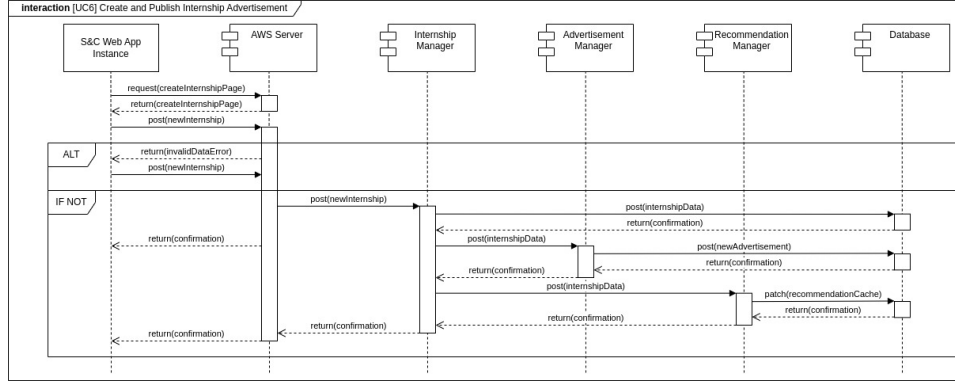 interaction [UC6] Create and Publish Internship Advertisement
S&C Web App
Instance
AWS Server
Internship
Manager
Advertisement
Manager
Recommendation
Manager
Database
request(createInternshipPage)
return(createInternshipPage)
post(newInternship)
ALT
return(invalidDataError)
post(newInternship)
IF NOT
post(newInternship)
post(internshipData)
return(confirmation)
return(confirmation)
post(internshipData)
post(newAdvertisement)
return(confirmation)
return(confirmation)
post(internshipData)
patch(recommendationCache)
return(confirmation)
return(confirmation)
return(confirmation)
return(confirmation)